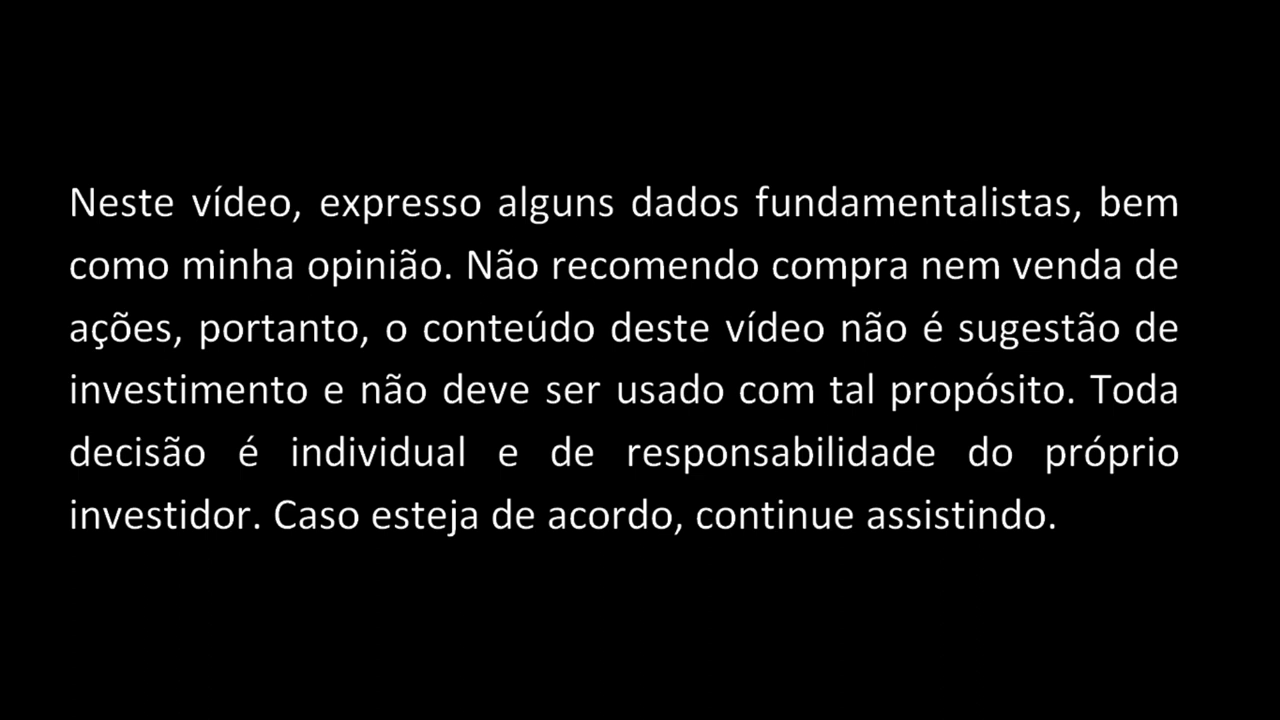 Neste vídeo, expresso alguns dados fundamentalistas, bem
como minha opinião. Não recomendo compra nem venda de
ações, portanto, o conteúdo deste vídeo não é sugestão de
investimento e não deve ser usado com tal propósito. Toda
decisão é individual e de responsabilidade do próprio
investidor. Caso esteja de acordo, continue assistindo.